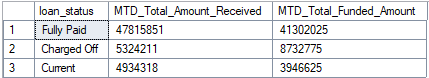 loan_status MTD_Total_Amount_Received MTD_Total_Funded_Amount
1 Fully Paid 47815851 41302025
2 Charged Off 5324211 8732775
3 Current 4934318 3946625